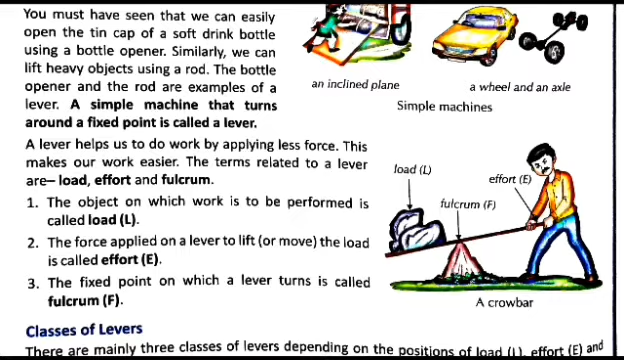 You must have seen that we can easily
open the tin cap of a soft drink bottle
using a bottle opener. Similarly, we can
lift heavy objects using a rod. The bottle
opener and the rod are examples of a
lever. A simple machine that turns
around a fixed point is called a lever.
an inclined plane
a wheel and an axle
Simple machines
A lever helps us to do work by applying less force. This
makes our work easier. The terms related to a lever
are– load, effort and fulcrum.
1. The object on which work is to be performed is
called load (L).
2. The force applied on a lever to lift (or move) the load
is called effort (E).
3. The fixed point on which a lever turns is called
fulcrum (F).
load (L)
effort (E)
fulcrum (F)
A crowbar
Classes of Levers
There are mainly three classes of levers depending on the positions of load (L), effort (E) and